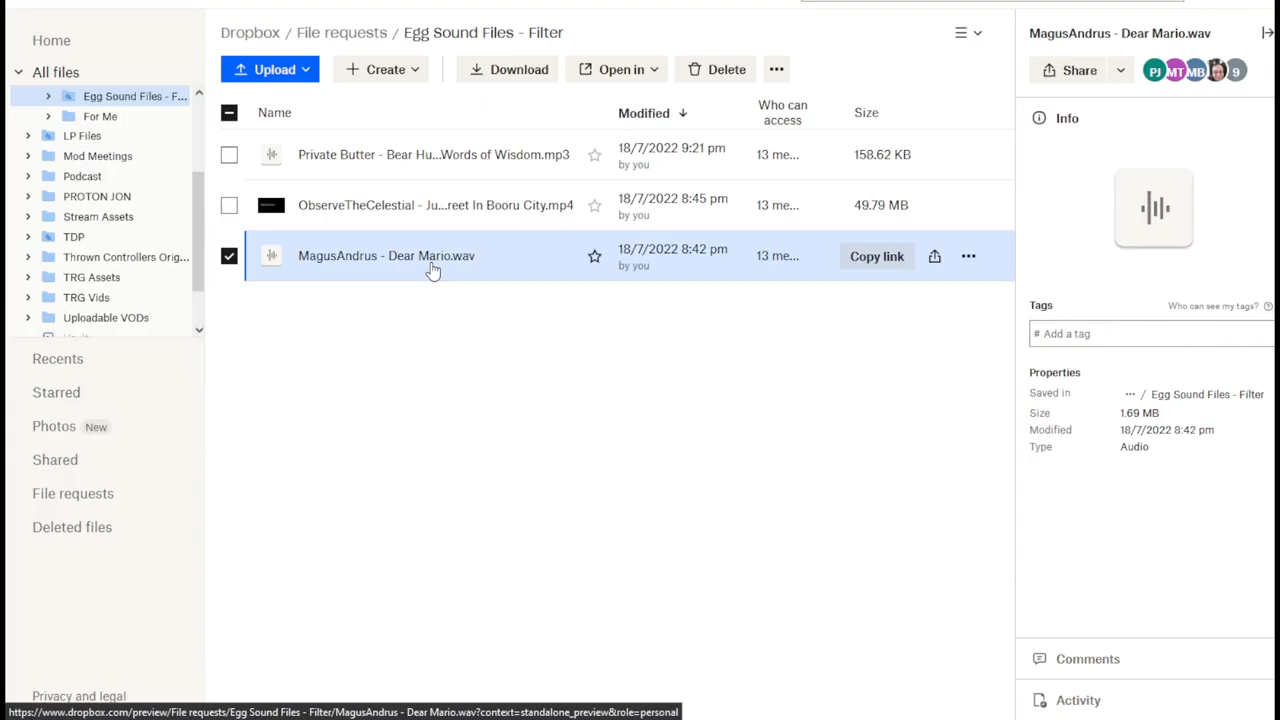 Home
All files
Egg Sound Files - F...
For Me
LP Files
Mod Meetings
Podcast
PROTON JON
Stream Assets
TDP
Thrown Controllers Orig...
TRG Assets
TRG Vids
Uploadable VODs
Vault
Recents
Starred
Photos New
Shared
File requests
Deleted files
Privacy and legal
Dropbox / File requests / Egg Sound Files - Filter
Upload Create Download Open in Delete •••
Name Modified ↓ Who can access Size
Private Butter - Bear Hu...Words of Wisdom.mp3 18/7/2022 9:21 pm 13 me... 158.62 KB
by you
ObserveTheCelestial - Ju...reet In Booru City.mp4 18/7/2022 8:45 pm 13 me... 49.79 MB
by you
MagusAndrus - Dear Mario.wav 18/7/2022 8:42 pm 13 me... Copy link •••
by you
MagusAndrus - Dear Mario.wav
Share PJ MT MB 9
Info
Tags Who can see my tags? ?
# Add a tag
Properties
Saved in ••• / Egg Sound Files - Filter
Size 1.69 MB
Modified 18/7/2022 8:42 pm
Type Audio
Comments
Activity
https://www.dropbox.com/preview/File requests/Egg Sound Files - Filter/MagusAndrus - Dear Mario.wav?context=standalone_preview&role=personal